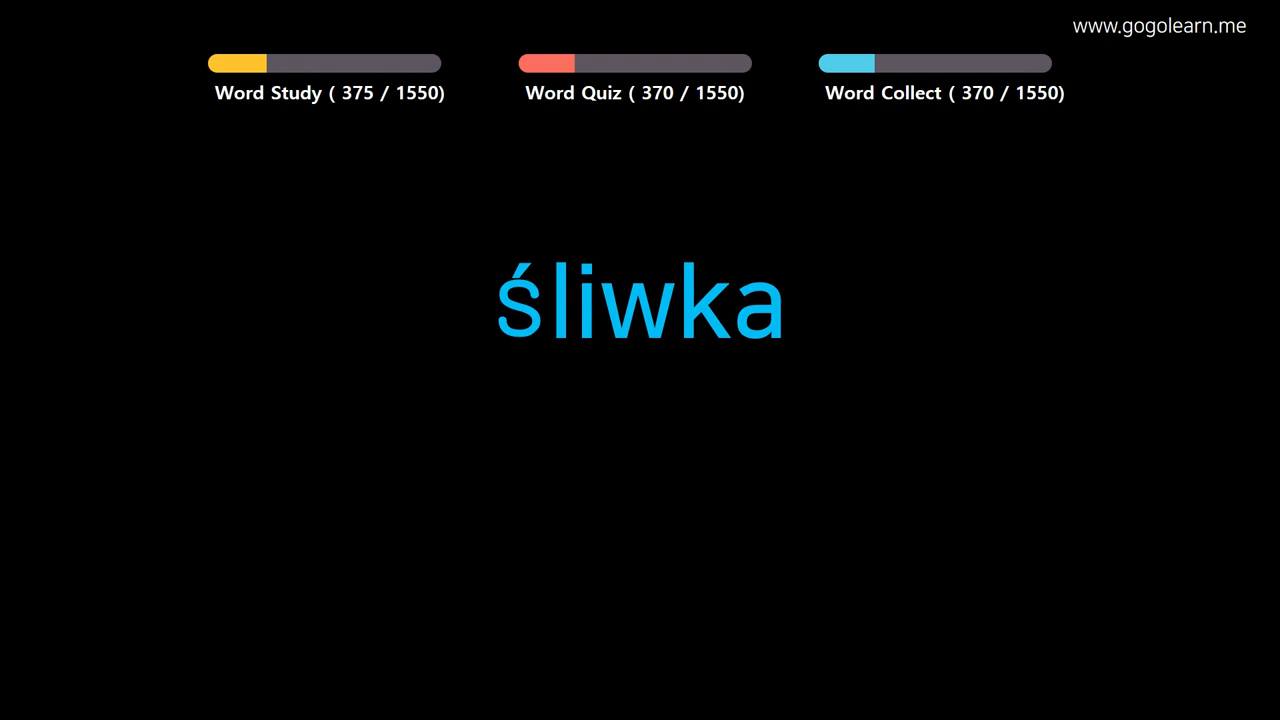 www.gogolearn.me
Word Study ( 375 / 1550)
Word Quiz ( 370 / 1550)
Word Collect ( 370 / 1550)
śliwka